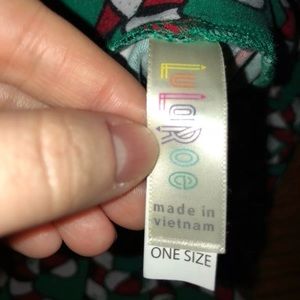 LuLaRoe
made in
vietnam
ONE SIZE